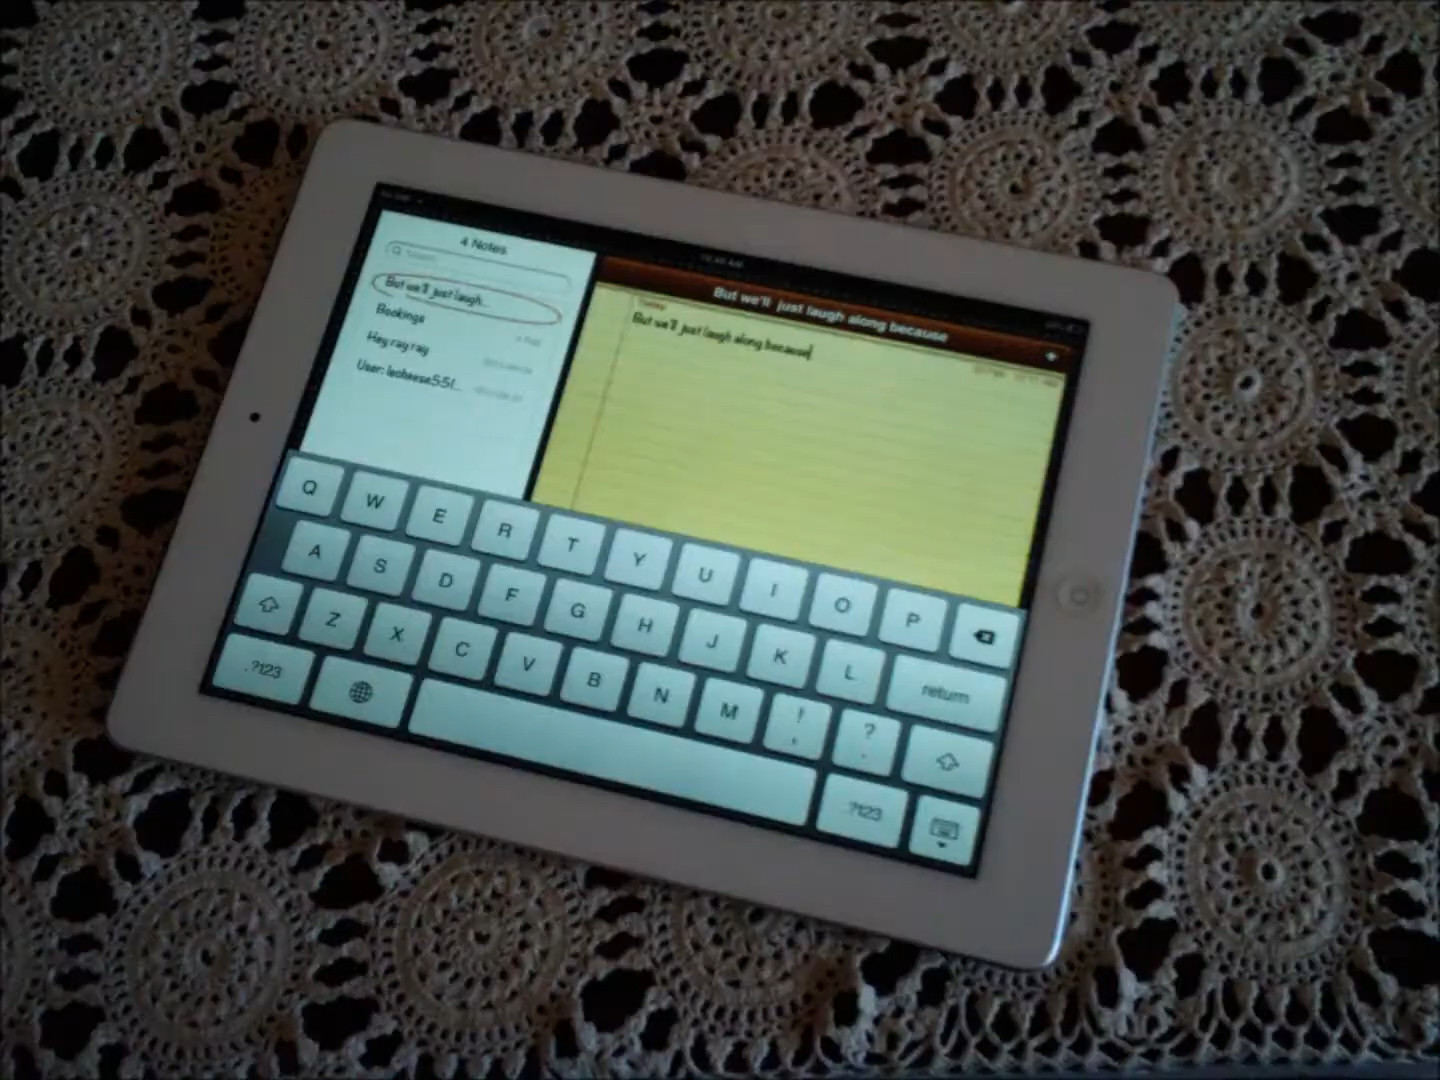 4 Notes
But we'll just laugh...
Bookings
Hey ray ray
But we'll just laugh along because
Today
But we'll just laugh along because
Q W E R T Y U I O P
A S D F G H J K L return
Z X C V B N M ! , ? .
.?123 .?123